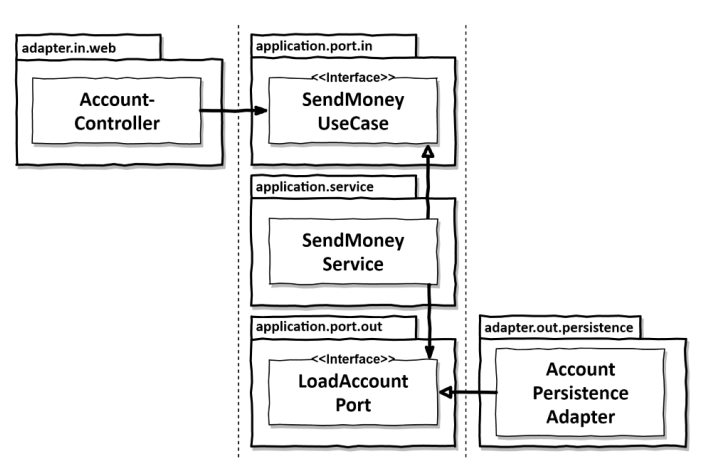 adapter.in.web
Account-
Controller
application.port.in
<<Interface>>
SendMoney
UseCase
application.service
SendMoney
Service
application.port.out
<<Interface>>
LoadAccount
Port
adapter.out.persistence
Account
Persistence
Adapter